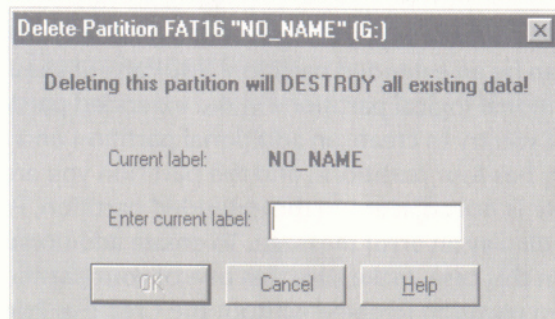 Delete Partition FAT16 "NO_NAME" (G:)
Deleting this partition will DESTROY all existing data!
Current label: NO_NAME
Enter current label:
OK Cancel Help